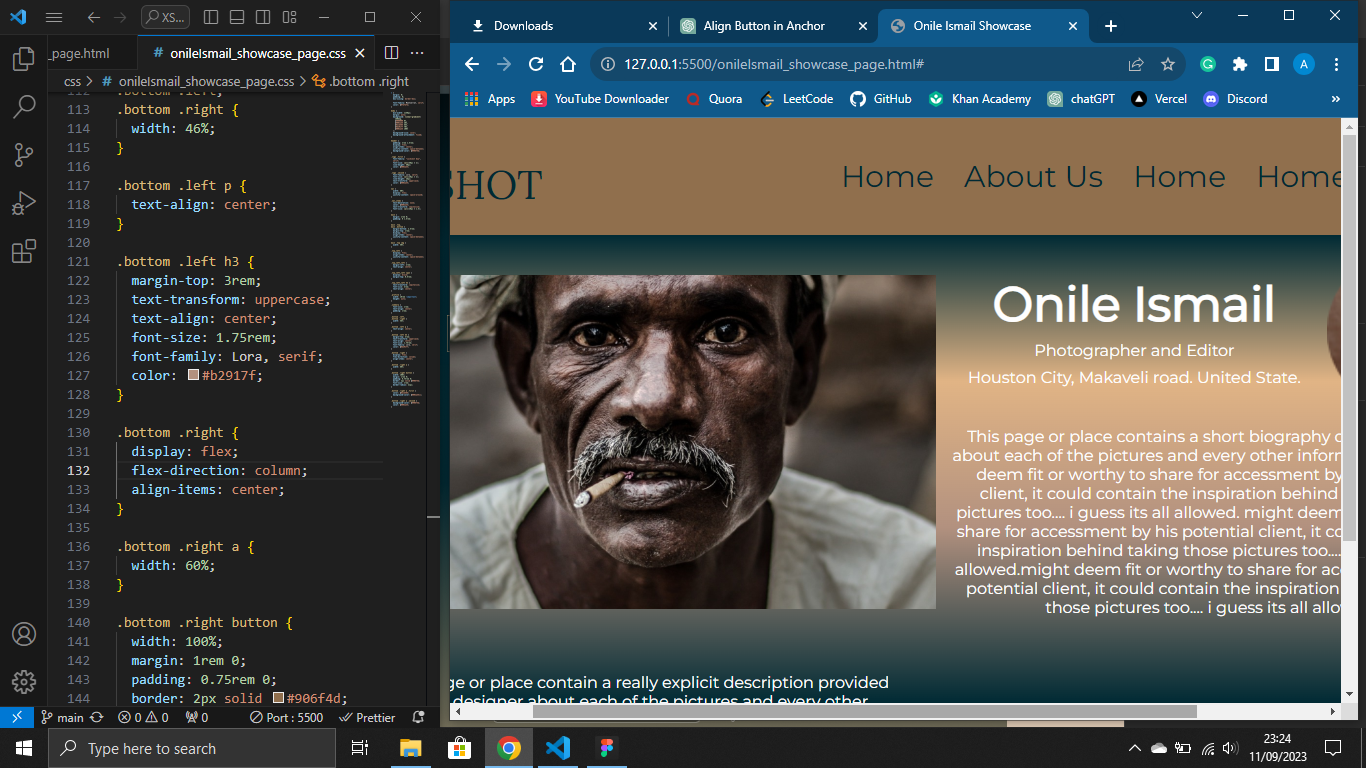 XS...
_page.html
# onileIsmail_showcase_page.css
css > # onileIsmail_showcase_page.css > .bottom .right
113 .bottom .right {
114 width: 46%;
115 }
116
117 .bottom .left p {
118 text-align: center;
119 }
120
121 .bottom .left h3 {
122 margin-top: 3rem;
123 text-transform: uppercase;
124 text-align: center;
125 font-size: 1.75rem;
126 font-family: Lora, serif;
127 color: #b2917f;
128 }
129
130 .bottom .right {
131 display: flex;
132 flex-direction: column;
133 align-items: center;
134 }
135
136 .bottom .right a {
137 width: 60%;
138 }
139
140 .bottom .right button {
141 width: 100%;
142 margin: 1rem 0;
143 padding: 0.75rem 0;
144 border: 2px solid #906f4d;
main 0 0 0 Port : 5500 Prettier
Downloads
Align Button in Anchor
Onile Ismail Showcase
127.0.0.1:5500/onileIsmail_showcase_page.html#
A
Apps YouTube Downloader Quora LeetCode GitHub Khan Academy chatGPT Vercel Discord »
SHOT
Home About Us Home Home
Onile Ismail
Photographer and Editor
Houston City, Makaveli road. United State.
This page or place contains a short biography
about each of the pictures and every other
deem fit or worthy to share for accessment by
client, it could contain the inspiration behind
pictures too.... i guess its all allowed. might deem
share for accessment by his potential client, it
inspiration behind taking those pictures too....
allowed.might deem fit or worthy to share for
potential client, it could contain the inspiration
those pictures too.... i guess its all
or place contain a really explicit description provided
designer about each of the pictures and every other
Type here to search
23:24
11/09/2023